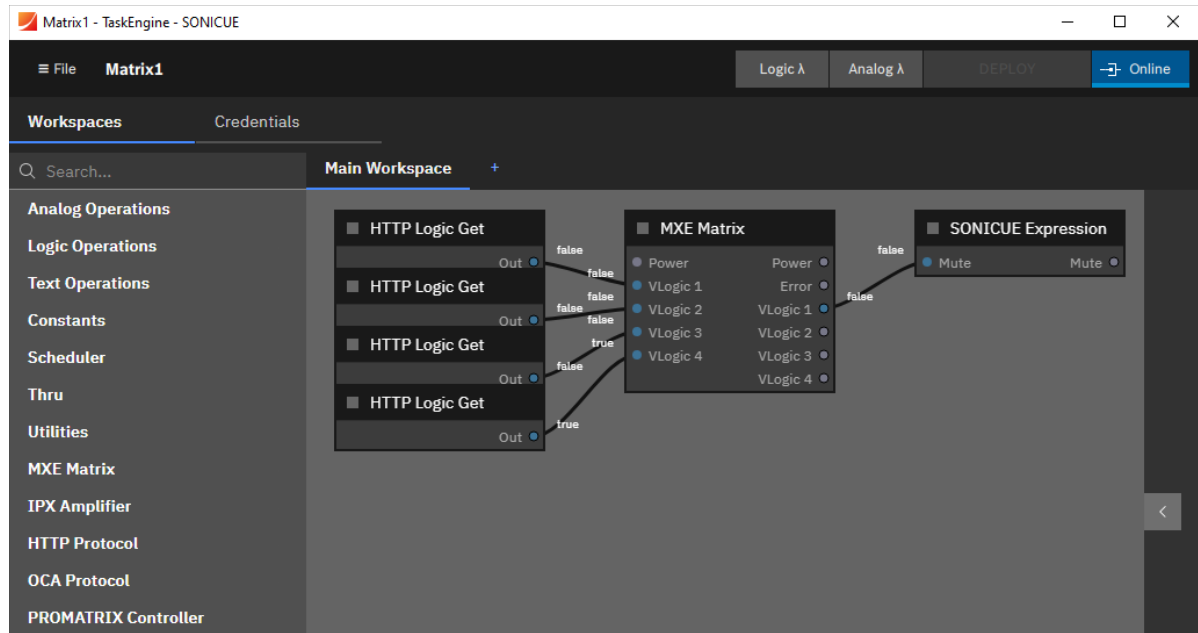 Matrix1 - TaskEngine - SONICUE
≡ File Matrix1 Logic λ Analog λ DEPLOY Online
Workspaces Credentials
Search... Main Workspace +
Analog Operations
Logic Operations
Text Operations
Constants
Scheduler
Thru
Utilities
MXE Matrix
IPX Amplifier
HTTP Protocol
OCA Protocol
PROMATRIX Controller
HTTP Logic Get
Out
false
false
HTTP Logic Get
Out
false
false
HTTP Logic Get
Out
false
false
HTTP Logic Get
Out
true
true
MXE Matrix
Power Power
VLogic 1 Error
VLogic 2 VLogic 1
VLogic 3 VLogic 2
VLogic 4 VLogic 3
VLogic 4
false
false
SONICUE Expression
Mute Mute